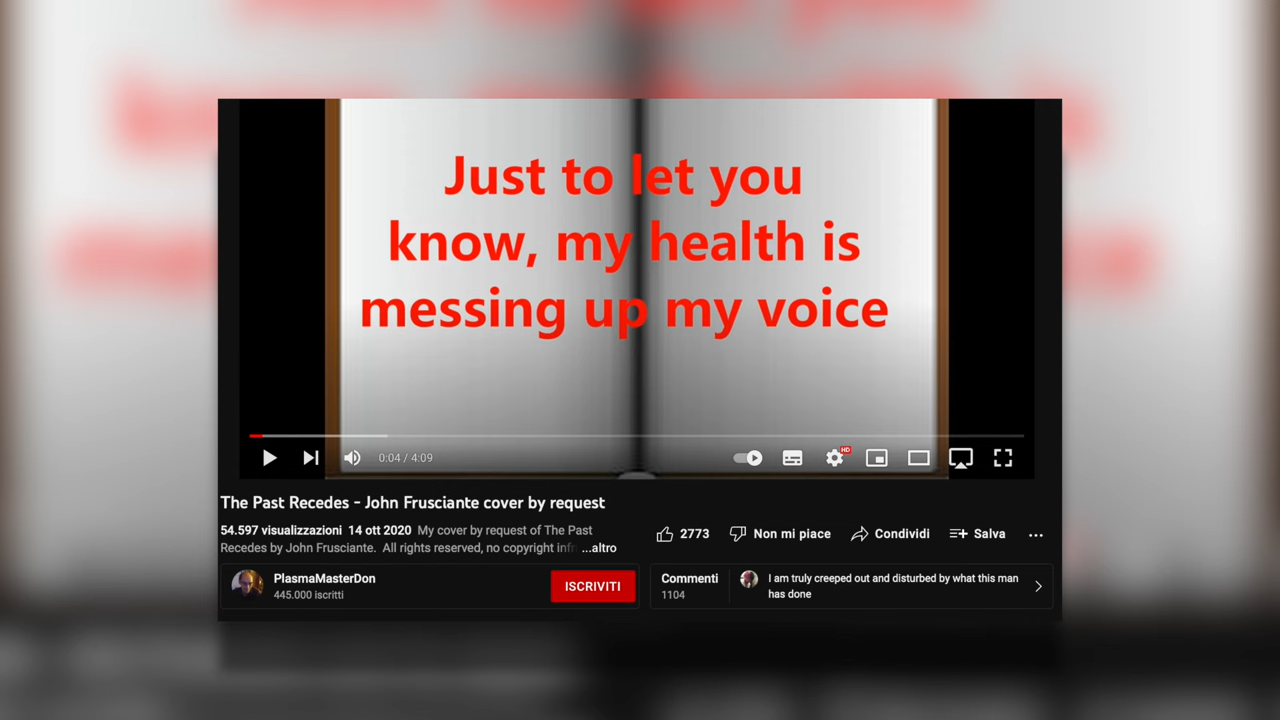 Just to let you
know, my health is
messing up my voice
0:04 / 4:09
HD
The Past Recedes - John Frusciante cover by request
54.597 visualizzazioni 14 ott 2020 My cover by request of The Past
Recedes by John Frusciante. All rights reserved, no copyright infr ...altro
2773 Non mi piace Condividi Salva
PlasmaMasterDon
445.000 iscritti
ISCRIVITI
Commenti
1104
I am truly creeped out and disturbed by what this man
has done